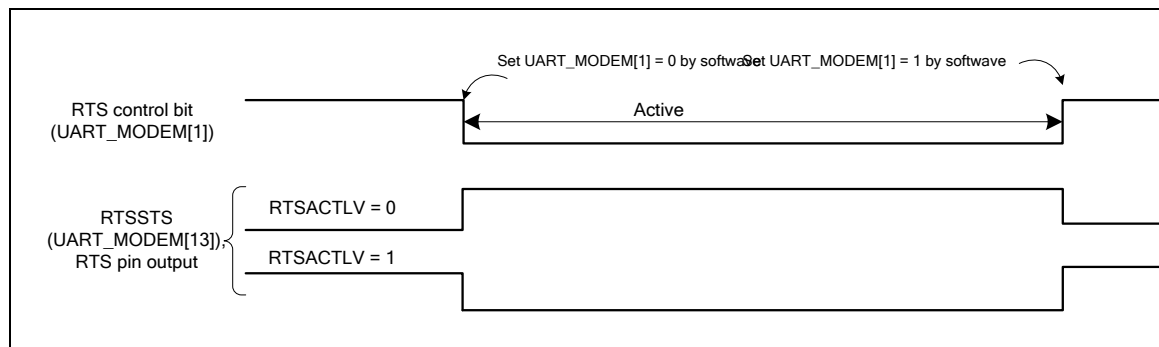 Set UART_MODEM[1] = 0 by softwave
Set UART_MODEM[1] = 1 by softwave
RTS control bit
(UART_MODEM[1])
Active
RTSSTS
(UART_MODEM[13]),
RTS pin output
RTSACTLV = 0
RTSACTLV = 1